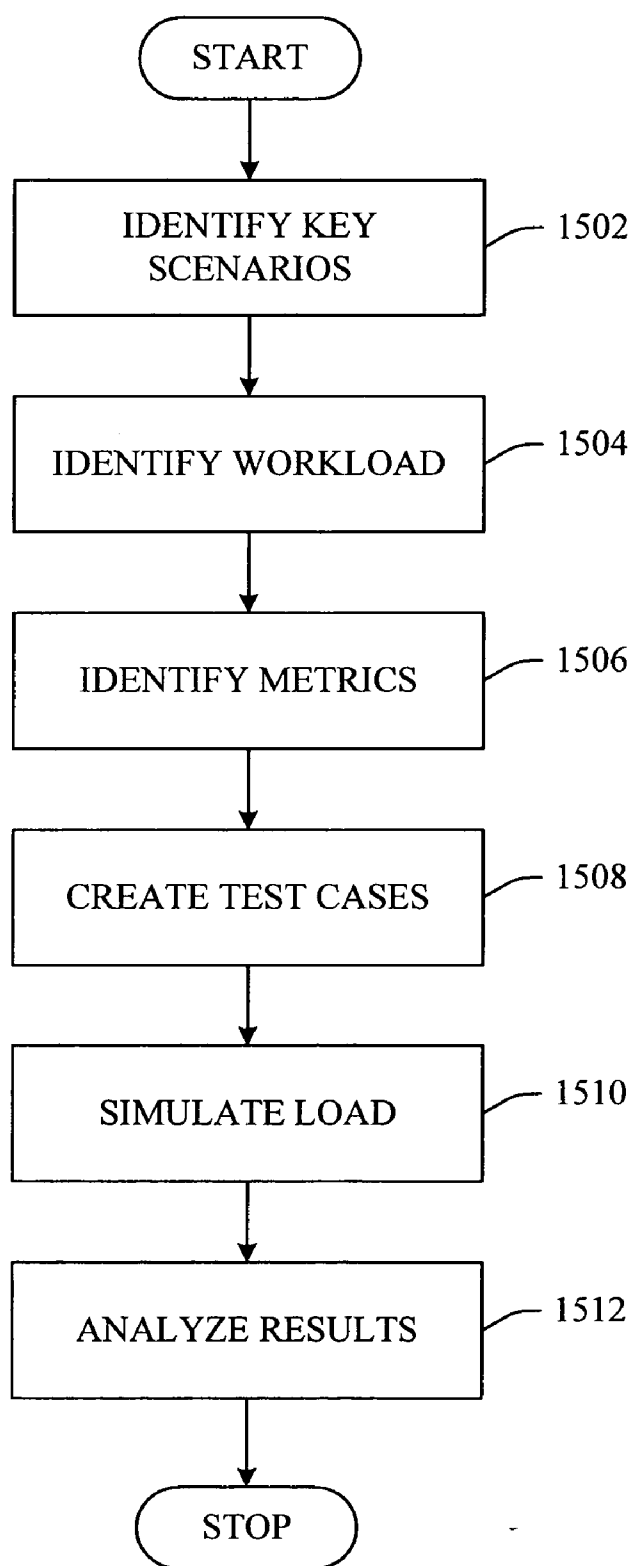 START
IDENTIFY KEY
SCENARIOS
1502
IDENTIFY WORKLOAD
1504
IDENTIFY METRICS
1506
CREATE TEST CASES
1508
SIMULATE LOAD
1510
ANALYZE RESULTS
1512
STOP